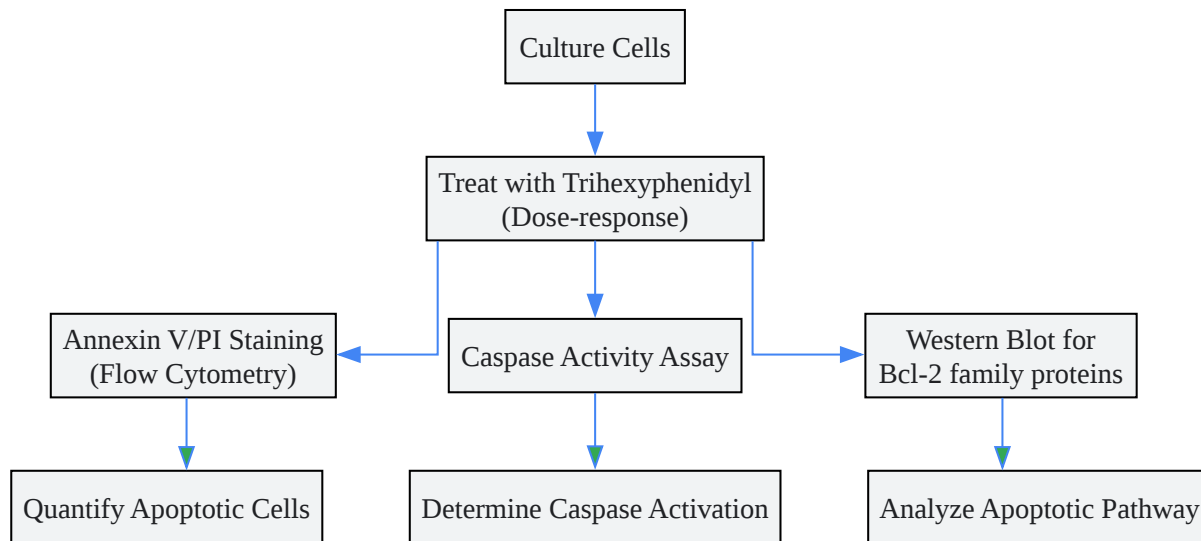 Culture Cells
Treat with Trihexyphenidyl
(Dose-response)
Annexin V/PI Staining
(Flow Cytometry)
Caspase Activity Assay
Western Blot for
Bcl-2 family proteins
Quantify Apoptotic Cells
Determine Caspase Activation
Analyze Apoptotic Pathway